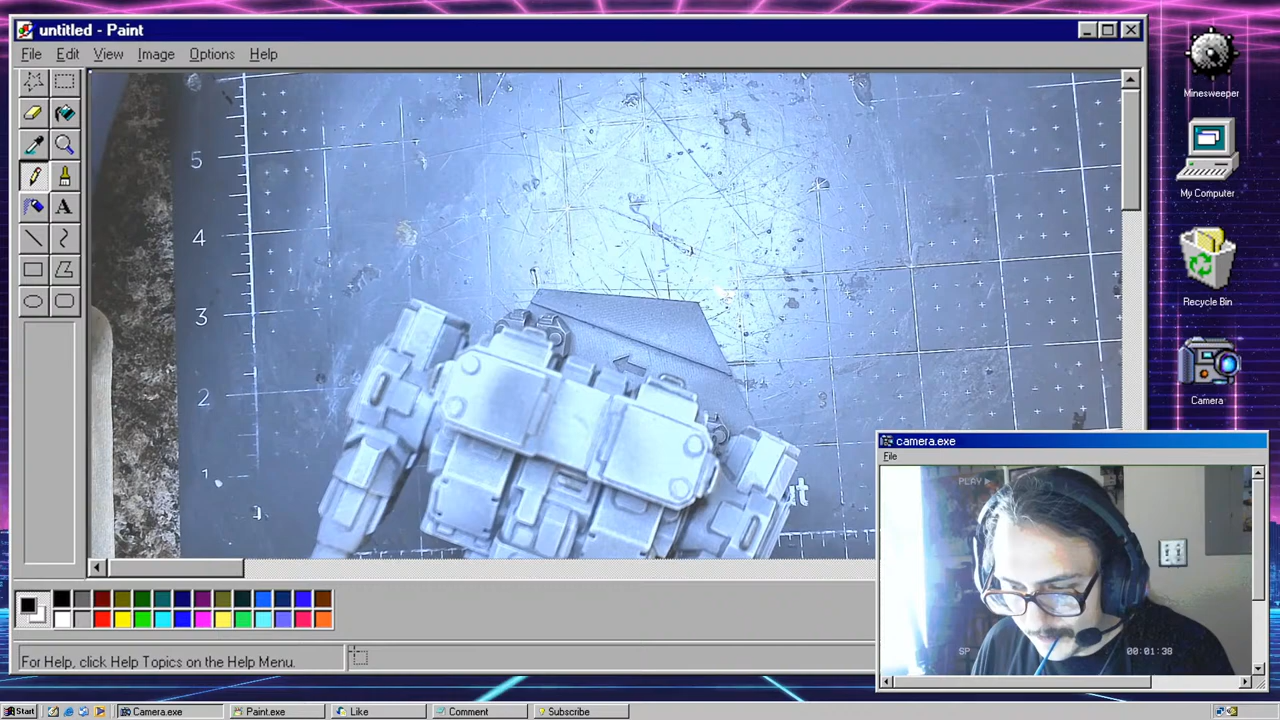 untitled - Paint
File Edit View Image Options Help
Minesweeper
My Computer
Recycle Bin
Camera
5
4
3
2
1
camera.exe
File
PLAY
SP
00:01:38
For Help, click Help Topics on the Help Menu.
Start
Camera.exe
Paint.exe
Like
Comment
Subscribe